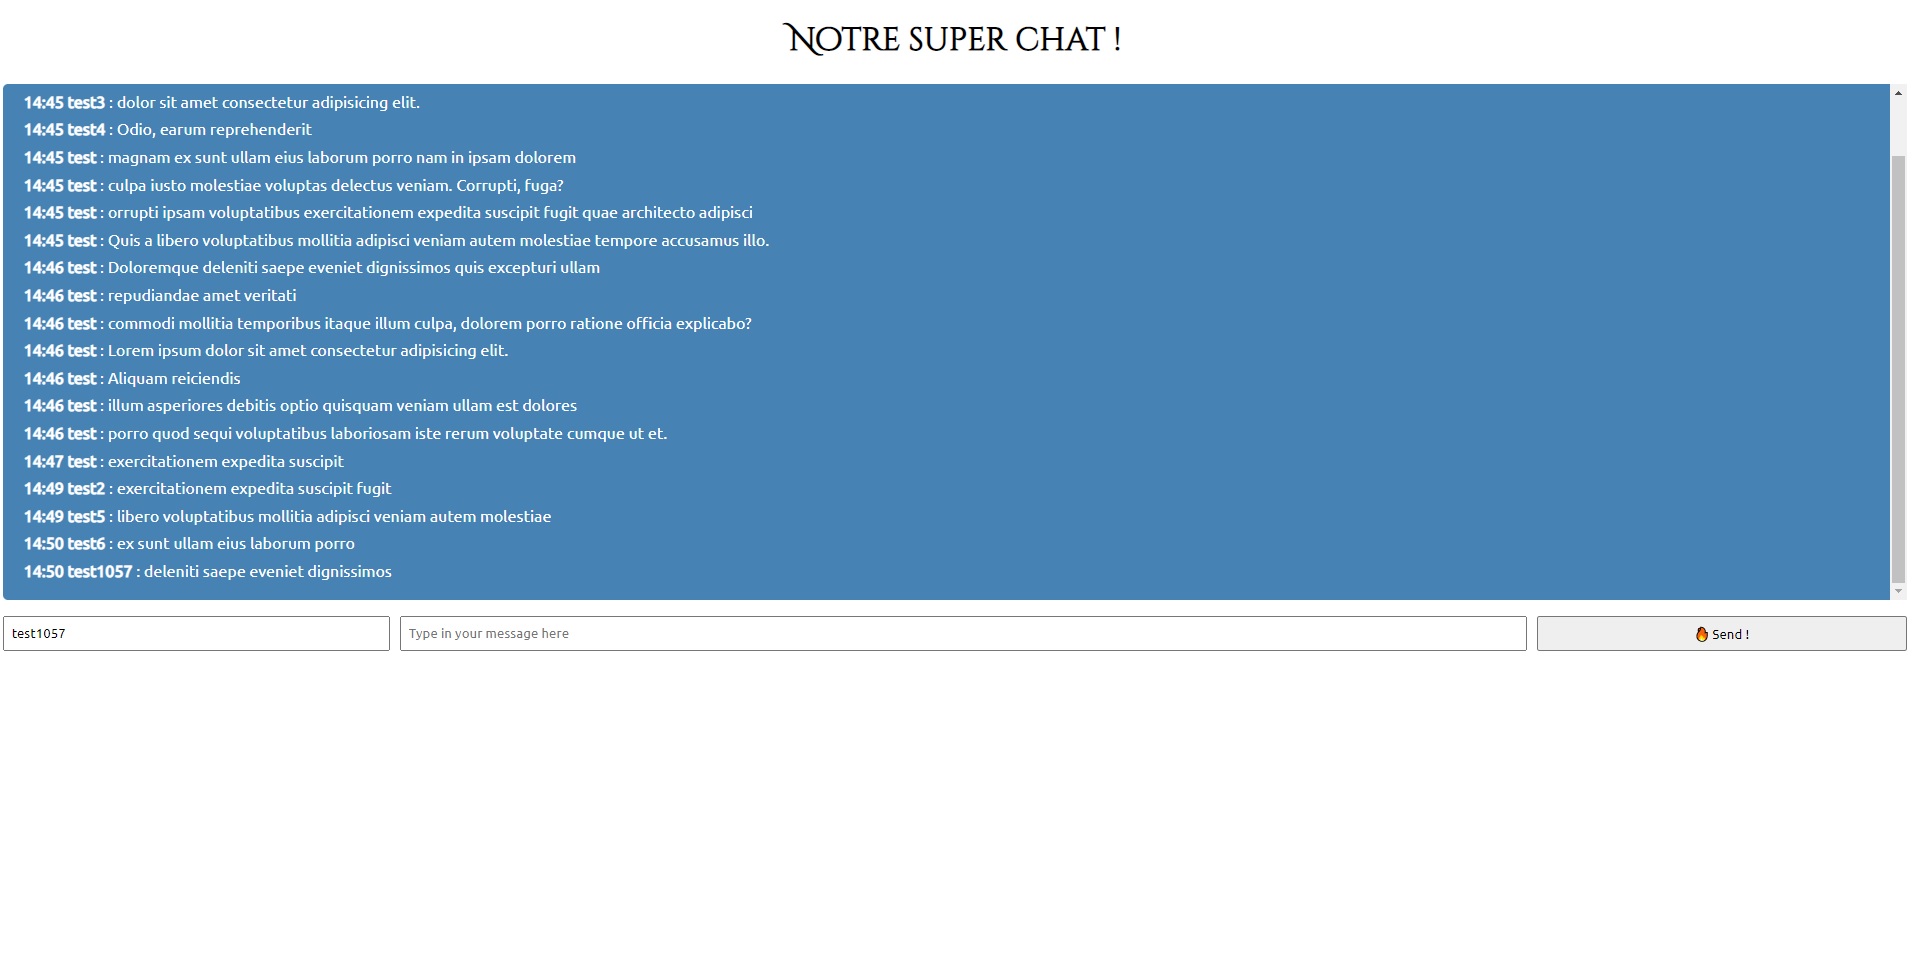 Notre super chat !
14:45 test3 : dolor sit amet consectetur adipisicing elit.
14:45 test4 : Odio, earum reprehenderit
14:45 test : magnam ex sunt ullam eius laborum porro nam in ipsam dolorem
14:45 test : culpa iusto molestiae voluptas delectus veniam. Corrupti, fuga?
14:45 test : orrupti ipsam voluptatibus exercitationem expedita suscipit fugit quae architecto adipisci
14:45 test : Quis a libero voluptatibus mollitia adipisci veniam autem molestiae tempore accusamus illo.
14:46 test : Doloremque deleniti saepe eveniet dignissimos quis excepturi ullam
14:46 test : repudiandae amet veritati
14:46 test : commodi mollitia temporibus itaque illum culpa, dolorem porro ratione officia explicabo?
14:46 test : Lorem ipsum dolor sit amet consectetur adipisicing elit.
14:46 test : Aliquam reiciendis
14:46 test : illum asperiores debitis optio quisquam veniam ullam est dolores
14:46 test : porro quod sequi voluptatibus laboriosam iste rerum voluptate cumque ut et.
14:47 test : exercitationem expedita suscipit
14:49 test2 : exercitationem expedita suscipit fugit
14:49 test5 : libero voluptatibus mollitia adipisci veniam autem molestiae
14:50 test6 : ex sunt ullam eius laborum porro
14:50 test1057 : deleniti saepe eveniet dignissimos
test1057
Type in your message here
🔥 Send !